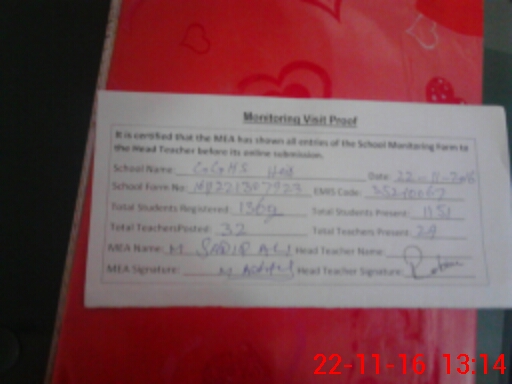 Monitoring Visit Proof
It is certified that the MEA has shown all entries of the School Monitoring Form to
the Head Teacher before its online submission.
School Name: Date: 22-11-2016
School Form No: EMIS Code:
Total Students Registered: 1369 Total Students Present: 1151
Total Teachers Posted: 32 Total Teachers Present: 29
MEA Name: M ALI Head Teacher Name:
MEA Signature: M Head Teacher Signature:
22-11-16 13:14